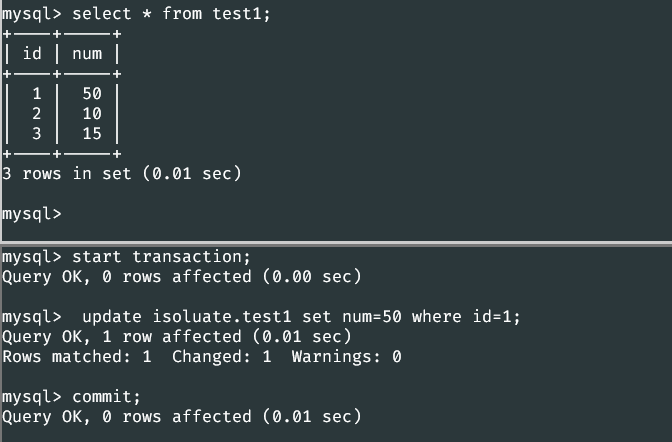 mysql> select * from test1;
+----+-----+
| id | num |
+----+-----+
| 1 | 50 |
| 2 | 10 |
| 3 | 15 |
+----+-----+
3 rows in set (0.01 sec)
mysql>
mysql> start transaction;
Query OK, 0 rows affected (0.00 sec)
mysql>  update isoluate.test1 set num=50 where id=1;
Query OK, 1 row affected (0.01 sec)
Rows matched: 1  Changed: 1  Warnings: 0
mysql> commit;
Query OK, 0 rows affected (0.01 sec)